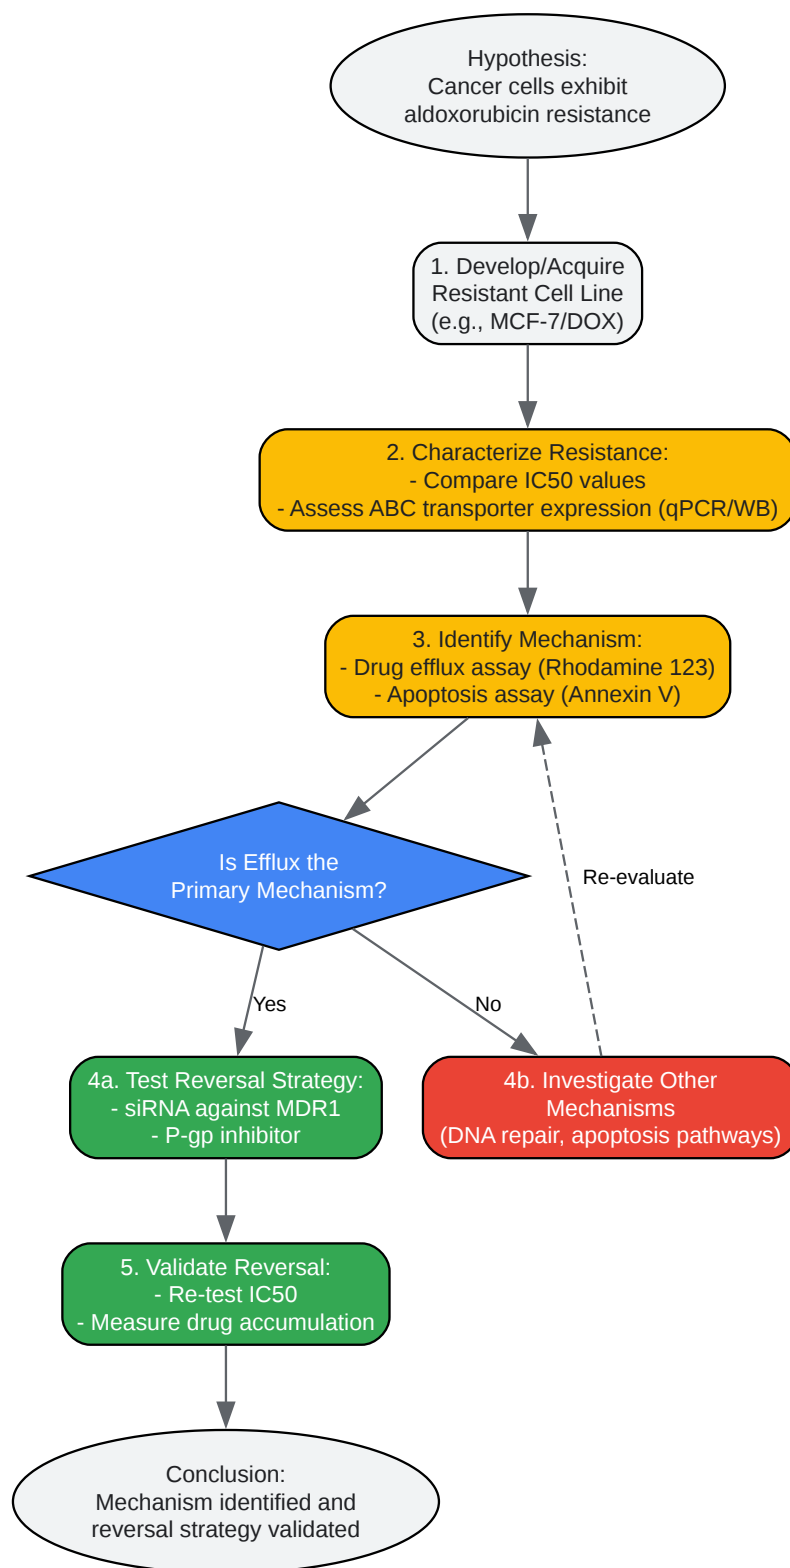 Hypothesis:
Cancer cells exhibit
aldoxorubicin resistance
1. Develop/Acquire
Resistant Cell Line
(e.g., MCF-7/DOX)
2. Characterize Resistance:
- Compare IC50 values
- Assess ABC transporter expression (qPCR/WB)
3. Identify Mechanism:
- Drug efflux assay (Rhodamine 123)
- Apoptosis assay (Annexin V)
Is Efflux the
Primary Mechanism?
Re-evaluate
Yes
No
4a. Test Reversal Strategy:
- siRNA against MDR1
- P-gp inhibitor
4b. Investigate Other
Mechanisms
(DNA repair, apoptosis pathways)
5. Validate Reversal:
- Re-test IC50
- Measure drug accumulation
Conclusion:
Mechanism identified and
reversal strategy validated